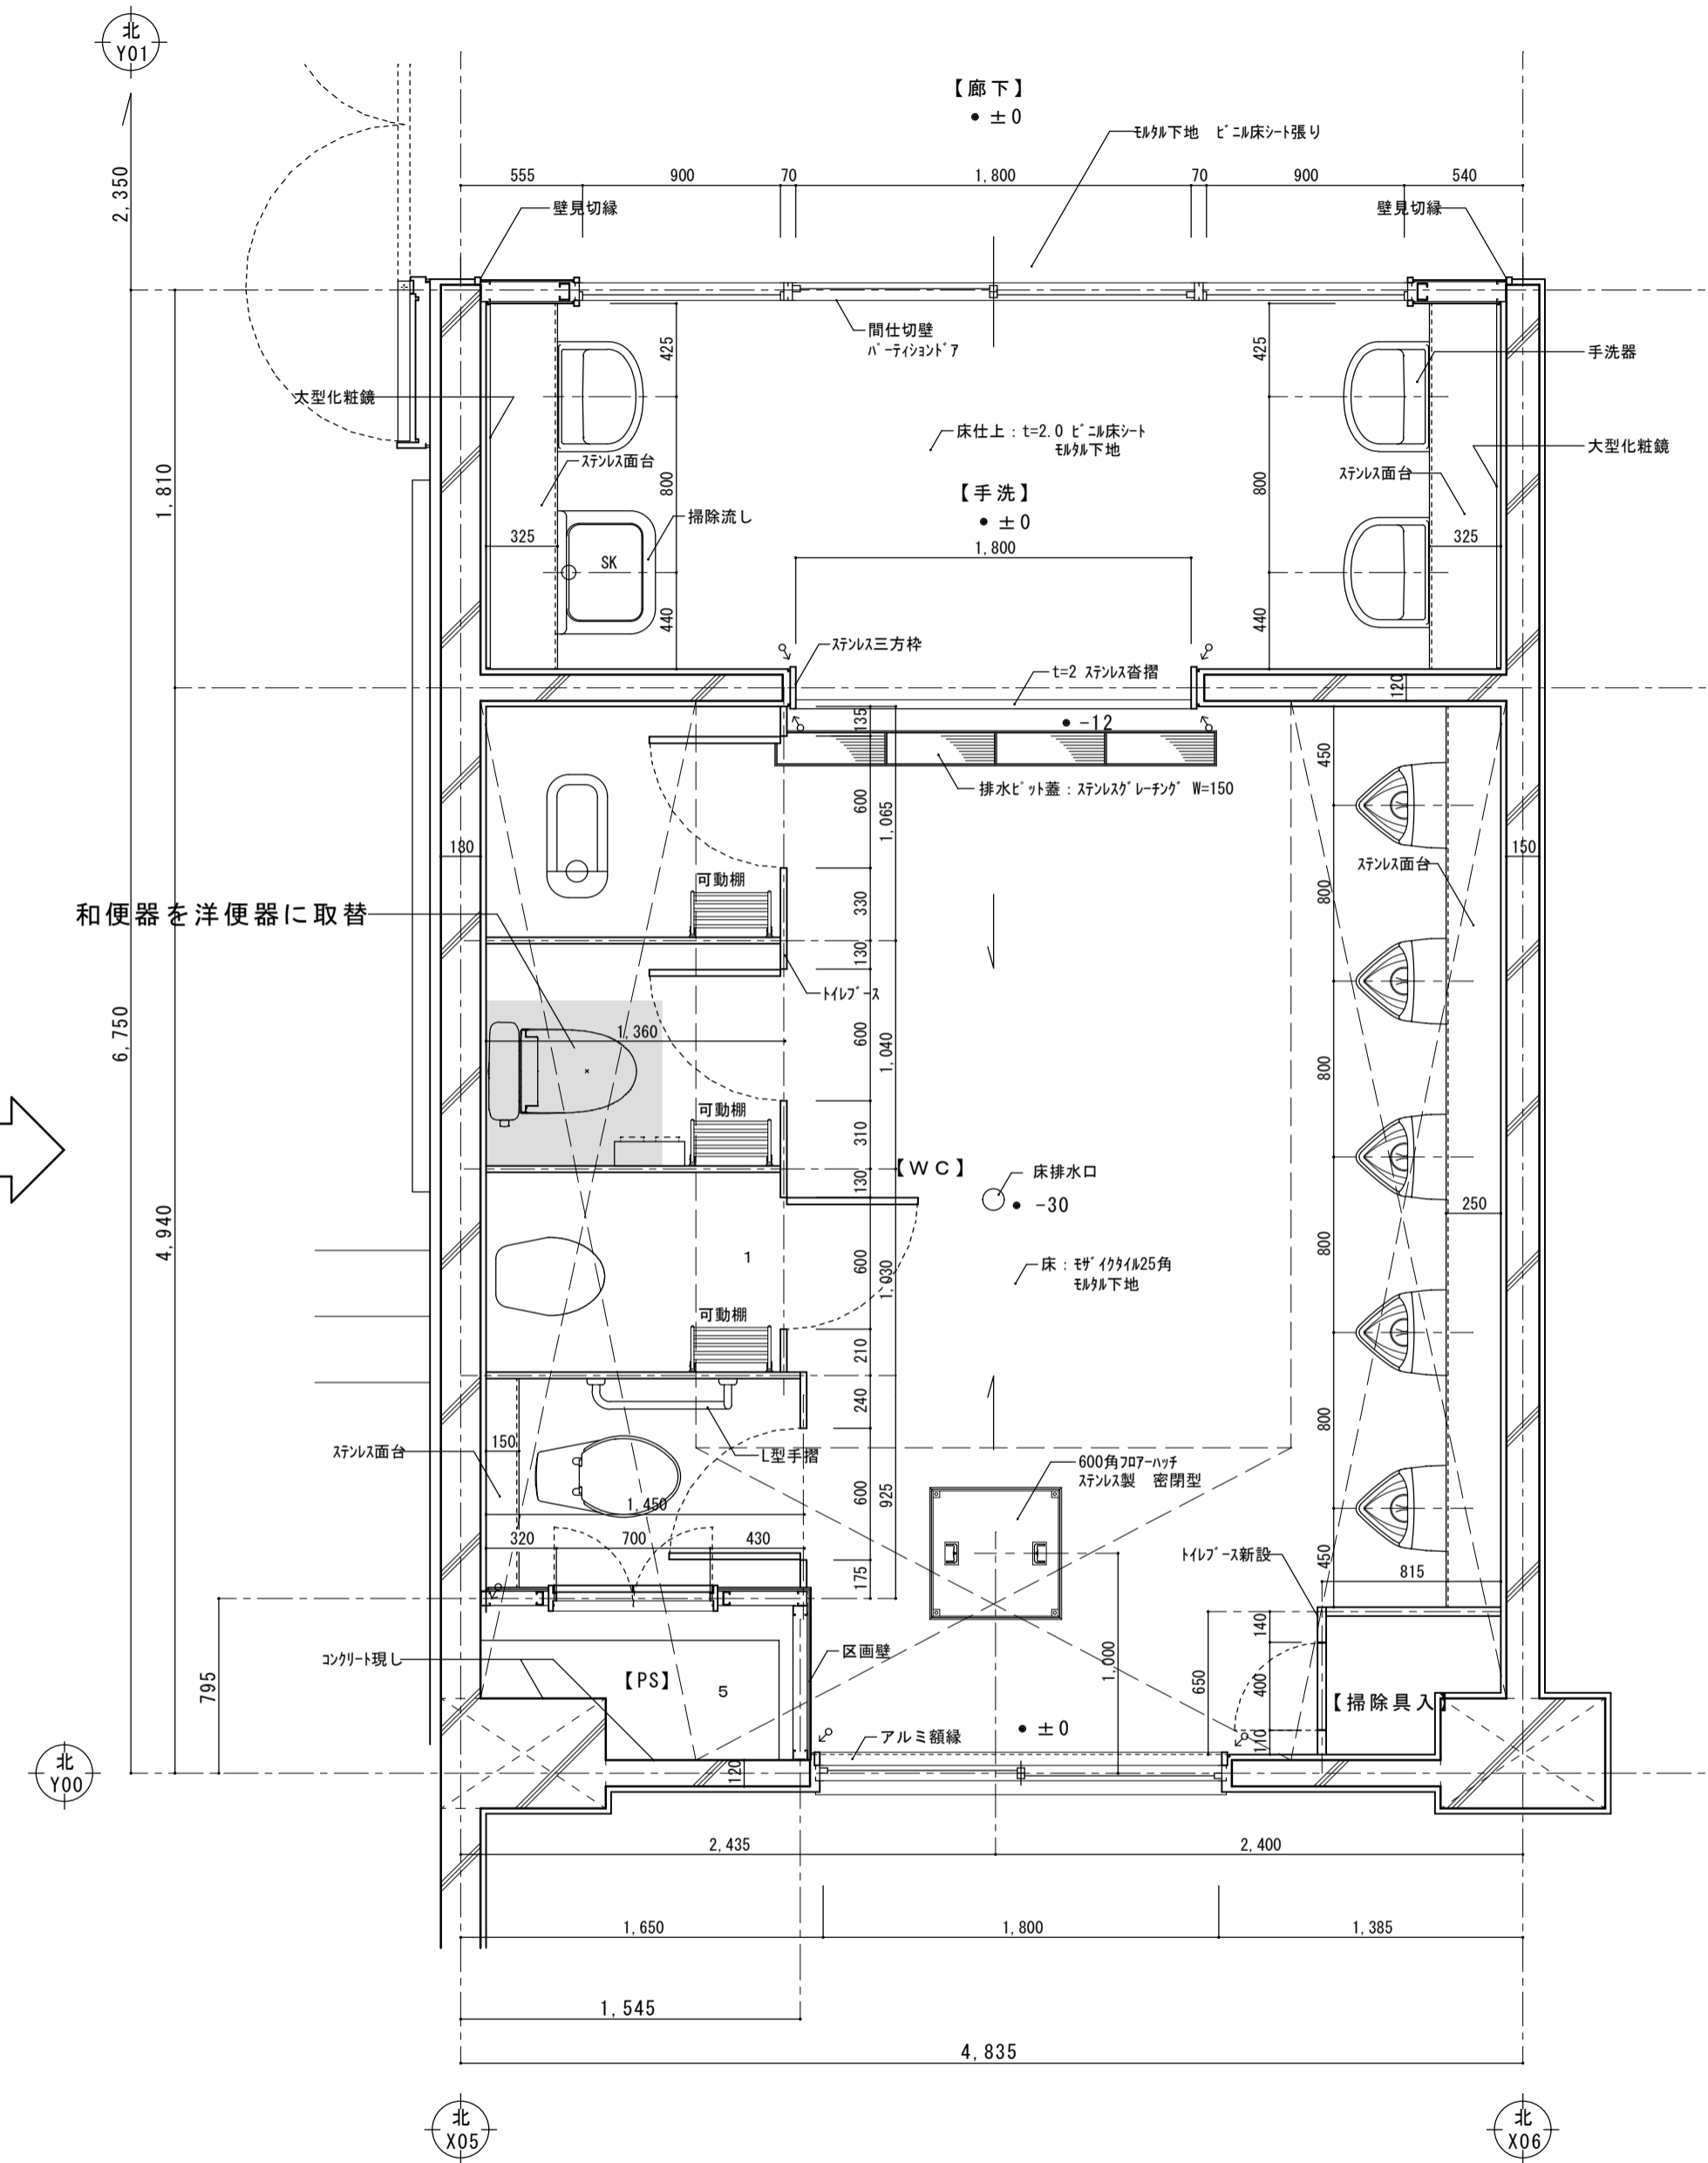 北
Y01
【廊下】
• ±0
ﾓﾙﾀﾙ下地　ﾋﾞﾆﾙ床ｼｰﾄ張り
2,350
555
900
70
1,800
70
900
540
壁見切縁
壁見切縁
間仕切壁
ﾊﾟｰﾃｨｼｮﾝﾄﾞｱ
425
425
手洗器
大型化粧鏡
床仕上：t=2.0 ﾋﾞﾆﾙ床ｼｰﾄ
ﾓﾙﾀﾙ下地
大型化粧鏡
ｽﾃﾝﾚｽ面台
ｽﾃﾝﾚｽ面台
1,810
800
【手洗】
• ±0
800
掃除流し
325
SK
1,800
325
440
440
ｽﾃﾝﾚｽ三方枠
t=2 ｽﾃﾝﾚｽ沓摺
120
135
• -12
排水ﾋﾟｯﾄ蓋：ｽﾃﾝﾚｽｸﾞﾚｰﾁﾝｸﾞ W=150
450
600
1,065
180
150
ｽﾃﾝﾚｽ面台
可動棚
330
800
和便器を洋便器に取替
130
ﾄｲﾚﾌﾞｰｽ
6,750
1,360
600
1,040
800
可動棚
310
【ＷＣ】
床排水口
• -30
130
4,940
250
1
600
1,030
800
床：ﾓｻﾞｲｸﾀｲﾙ25角
ﾓﾙﾀﾙ下地
可動棚
210
240
800
ｽﾃﾝﾚｽ面台
150
L型手摺
600角ﾌﾛｱｰﾊｯﾁ
ｽﾃﾝﾚｽ製　密閉型
1,450
600
925
320
700
430
ﾄｲﾚﾌﾞｰｽ新設
450
815
175
140
ｺﾝｸﾘｰﾄ現し
区画壁
795
【PS】
5
1,000
650
400
【掃除具入】
• ±0
アルミ額縁
110
120
北
Y00
2,435
2,400
1,650
1,800
1,385
1,545
4,835
北
X05
北
X06